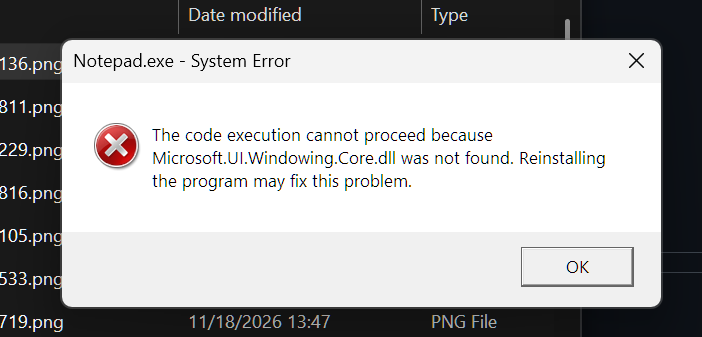 Date modified Type
136.png
Notepad.exe - System Error
811.png
The code execution cannot proceed because
229.png
Microsoft.UI.Windowing.Core.dll was not found. Reinstalling
816.png
the program may fix this problem.
105.png
533.png
OK
719.png 11/18/2026 13:47 PNG File